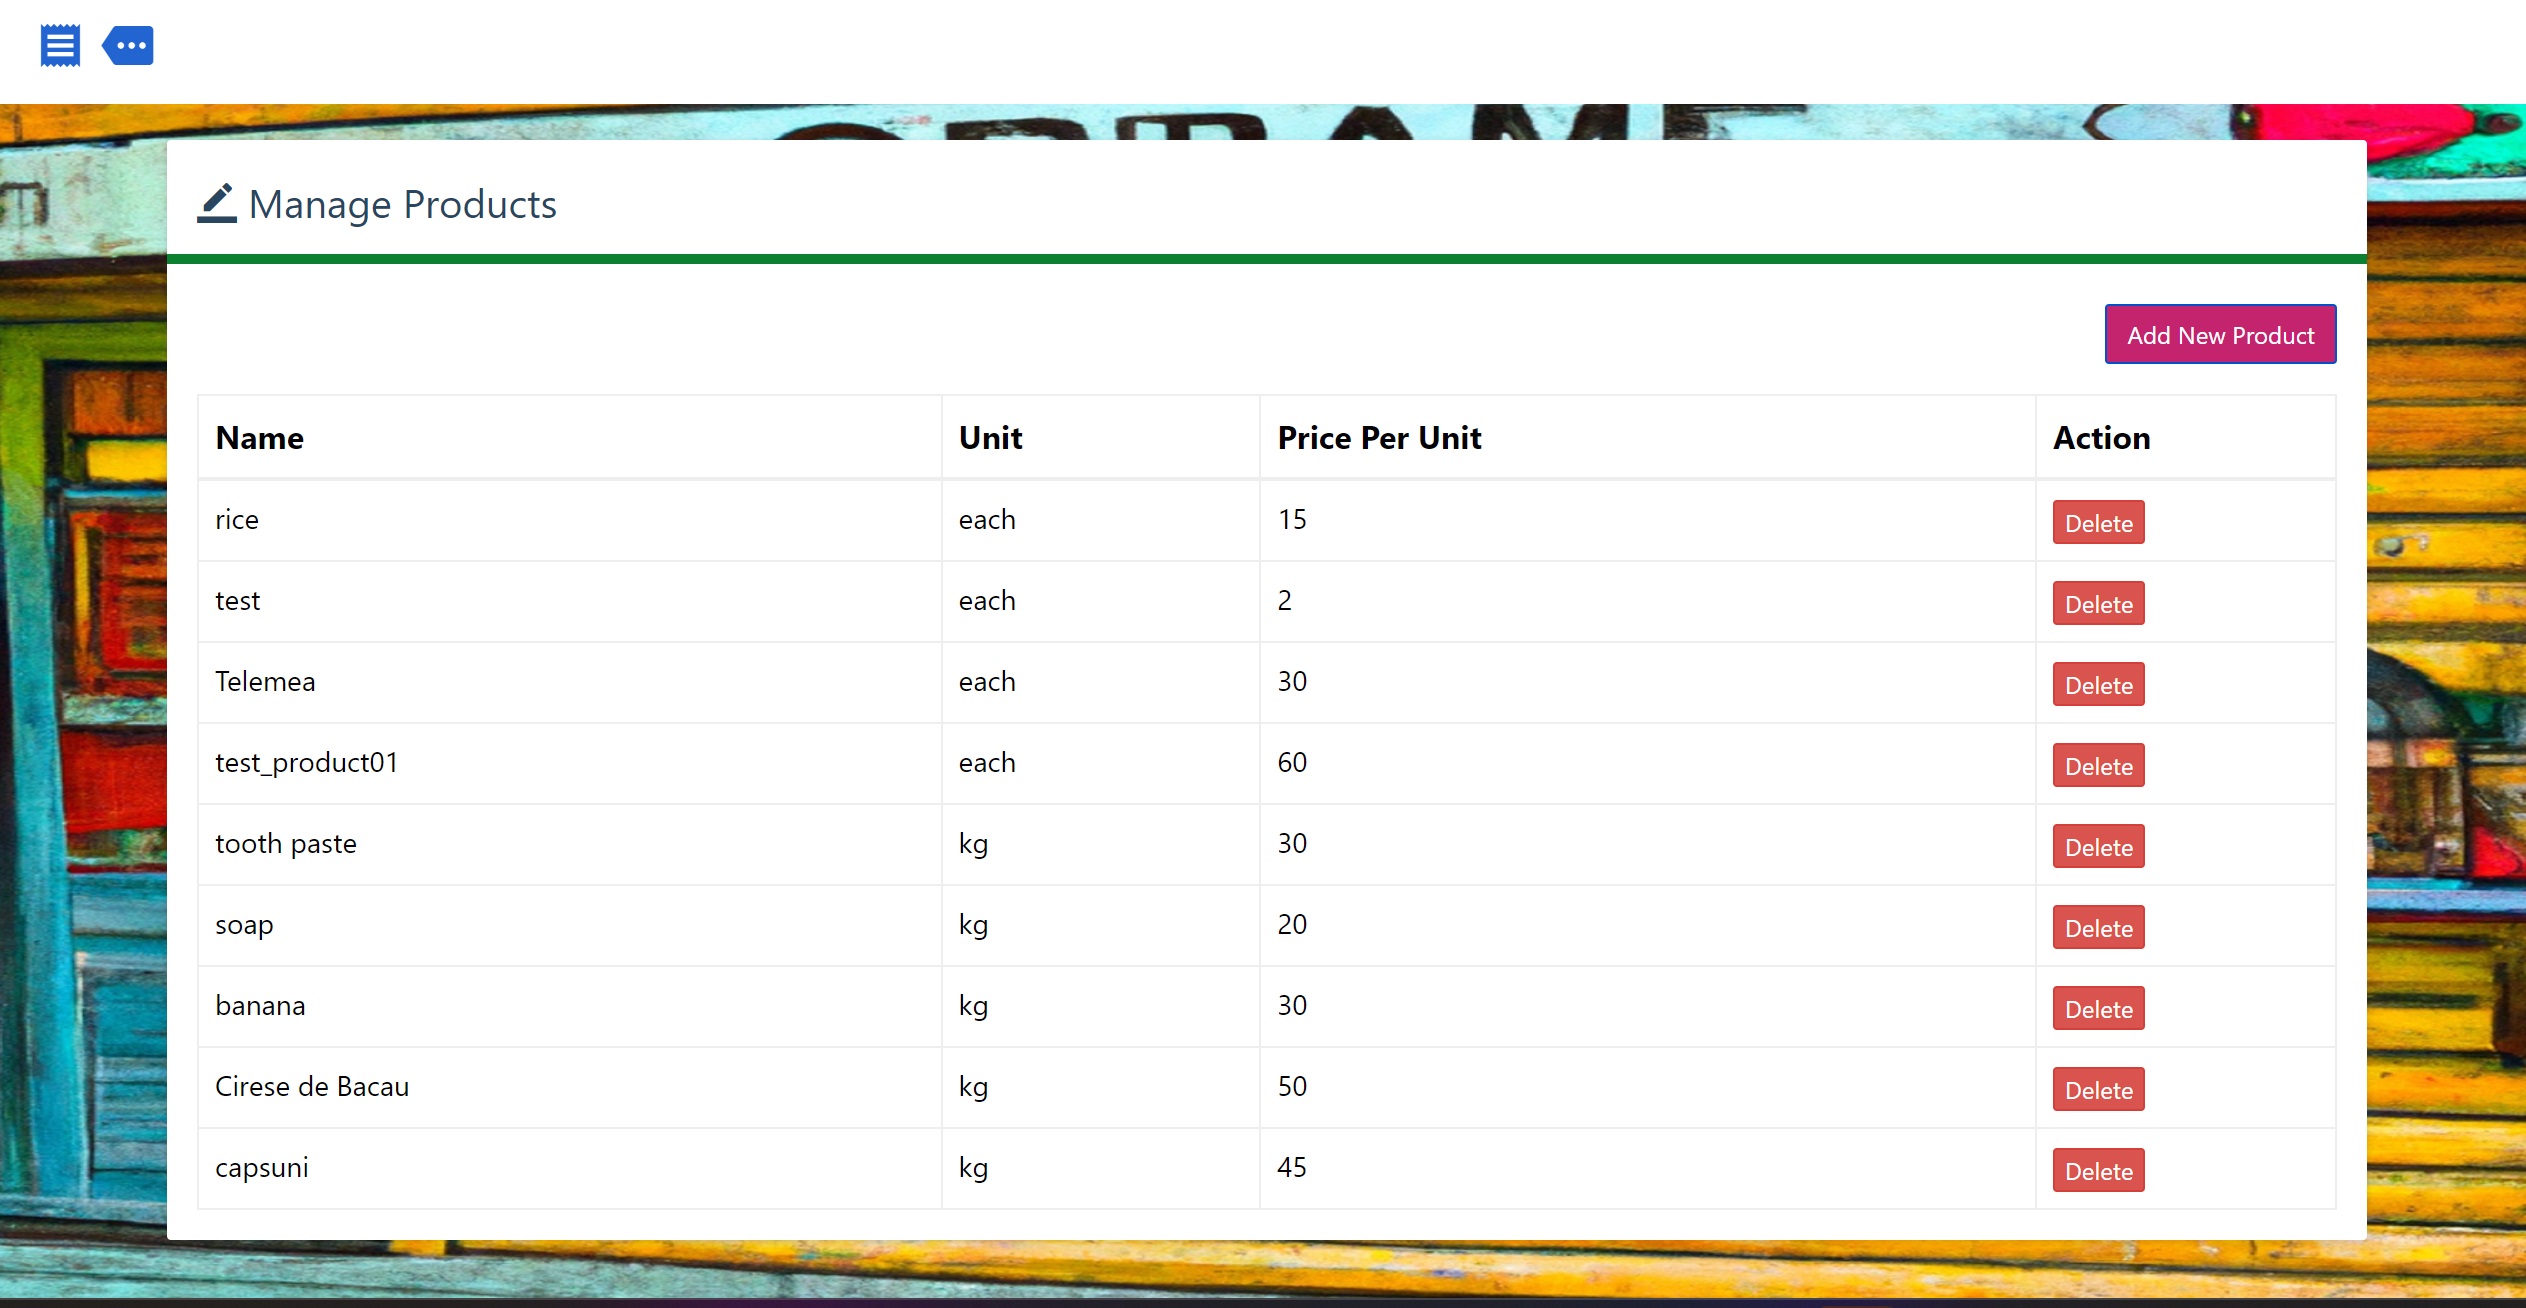 Manage Products
Add New Product
Name Unit Price Per Unit Action
rice each 15 Delete
test each 2 Delete
Telemea each 30 Delete
test_product01 each 60 Delete
tooth paste kg 30 Delete
soap kg 20 Delete
banana kg 30 Delete
Cirese de Bacau kg 50 Delete
capsuni kg 45 Delete